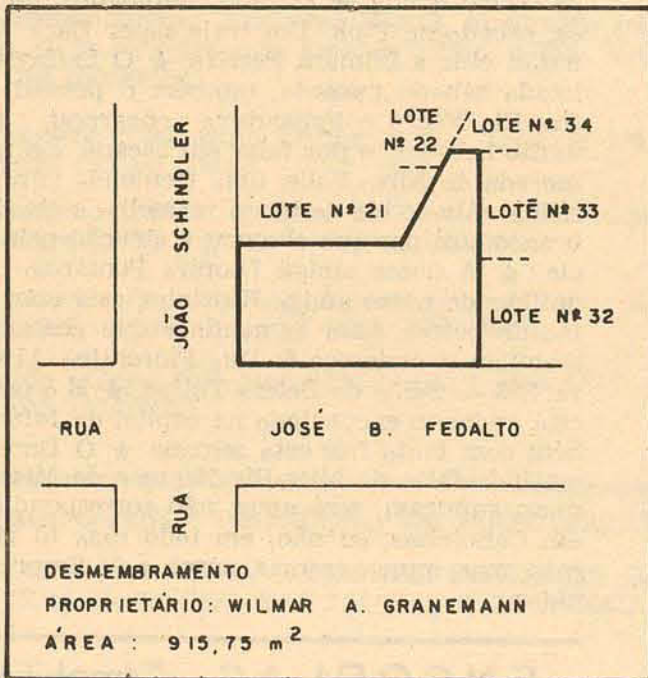 LOTE
Nº 22
LOTE Nº 34
LOTE Nº 21
LOTE Nº 33
LOTE Nº 32
RUA JOÃO SCHINDLER
RUA JOSÉ B. FEDALTO
DESMEMBRAMENTO
PROPRIETÁRIO: WILMAR A. GRANEMANN
ÁREA: 915,75 m²